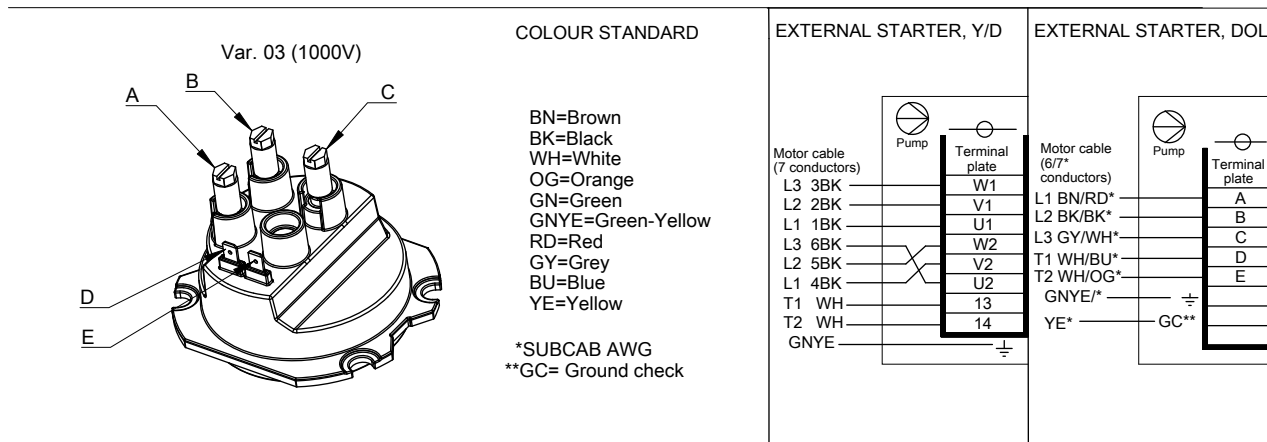 Var. 03 (1000V)
A
B
C
D
E
COLOUR STANDARD
BN=Brown
BK=Black
WH=White
OG=Orange
GN=Green
GNYE=Green-Yellow
RD=Red
GY=Grey
BU=Blue
YE=Yellow
*SUBCAB AWG
**GC= Ground check
EXTERNAL STARTER, Y/D
Pump
Motor cable
(7 conductors)
Terminal
plate
L3 3BK W1
L2 2BK V1
L1 1BK U1
L3 6BK W2
L2 5BK V2
L1 4BK U2
T1 WH 13
T2 WH 14
GNYE
EXTERNAL STARTER, DOL
Pump
Motor cable
(6/7*
conductors)
Terminal
plate
L1 BN/RD* A
L2 BK/BK* B
L3 GY/WH* C
T1 WH/BU* D
T2 WH/OG* E
GNYE/*
YE* GC**